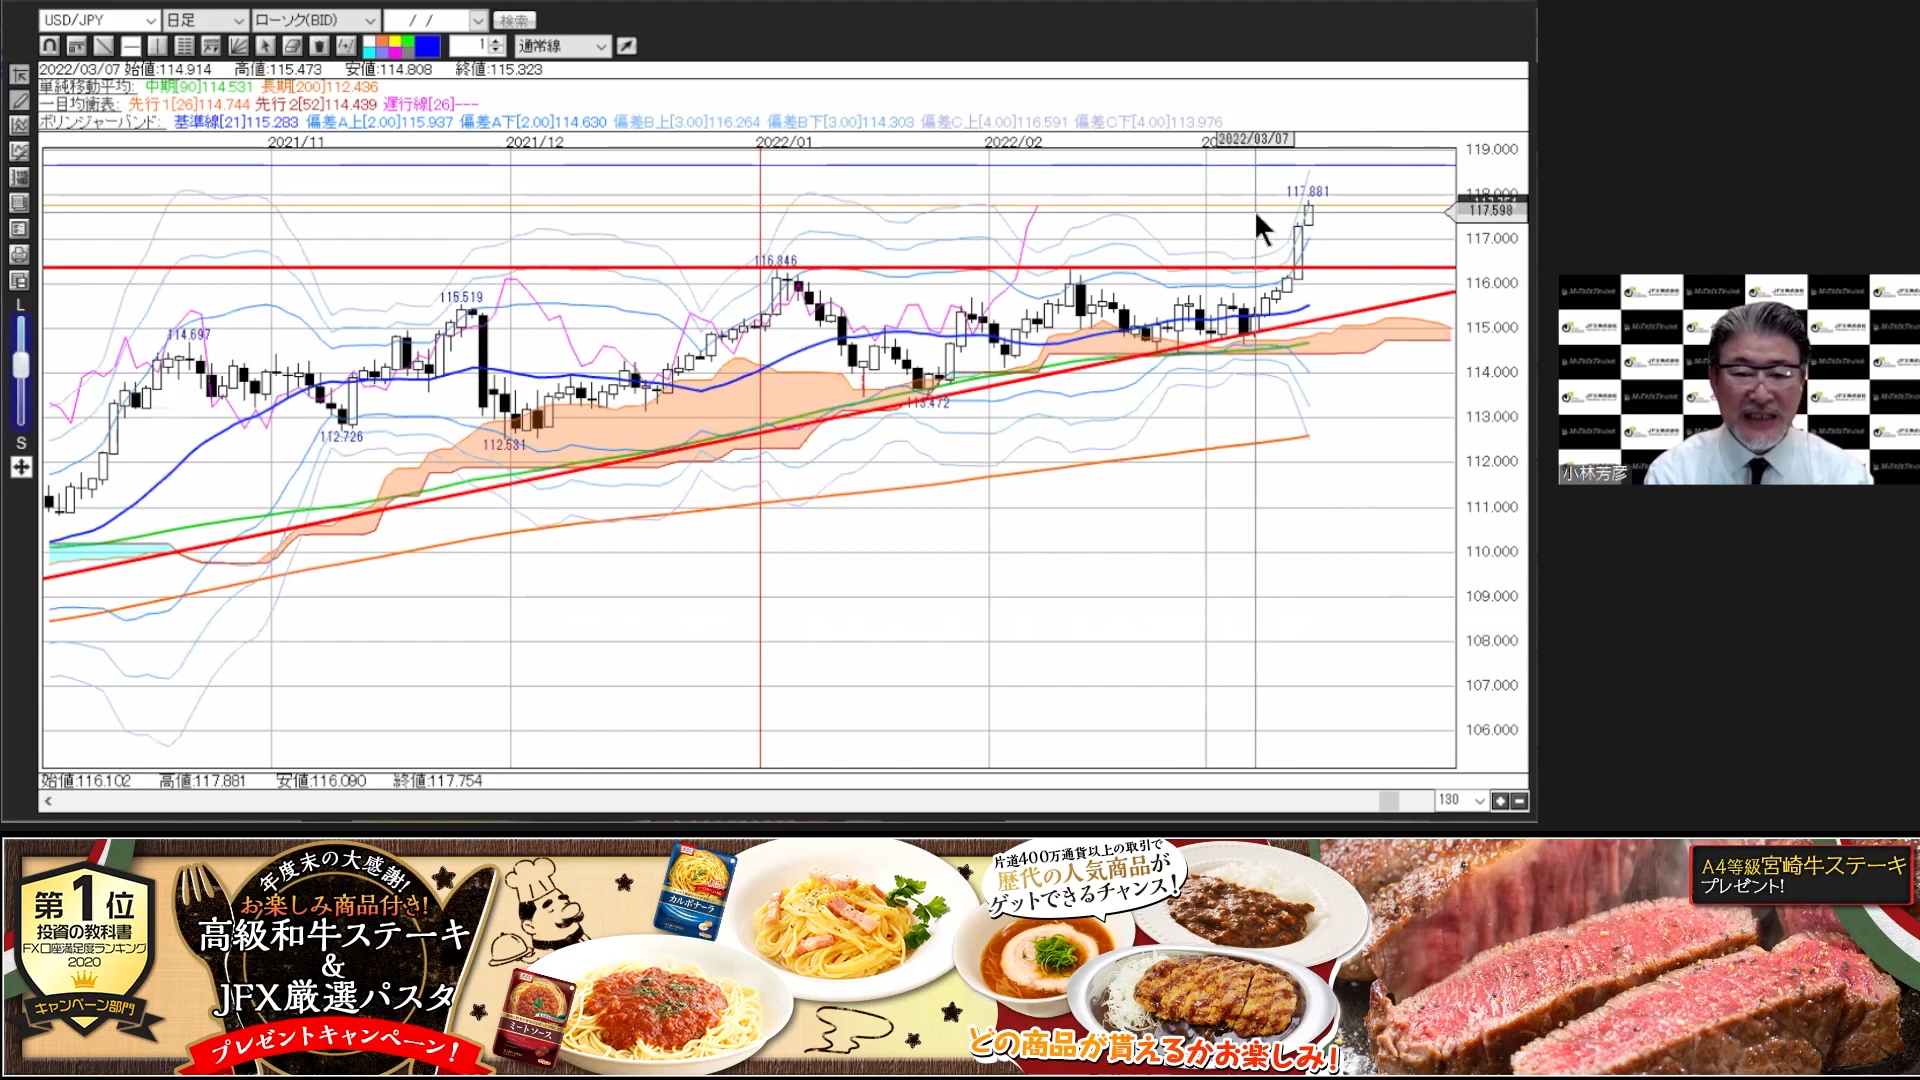 USD/JPY 日足 ローソク(BID) / / 検索
1 通常線
2022/03/07 始値:114.914 高値:115.473 安値:114.808 終値:115.323
単純移動平均: 中期[90]114.531 長期[200]112.436
一目均衡表: 先行1[26]114.744 先行2[52]114.439 遅行線[26]---
ボリンジャーバンド: 基準線[21]115.283 偏差A上[2.00]115.937 偏差A下[2.00]114.630 偏差B上[3.00]116.264 偏差B下[3.00]114.303 偏差C上[4.00]116.591 偏差C下[4.00]113.976
2021/11 2021/12 2022/01 2022/02 2022/03/07
119.000
118.000
117.598
117.000
116.000
115.000
114.000
113.000
112.000
111.000
110.000
109.000
108.000
107.000
106.000
117.881
116.346
115.519
114.697
113.472
112.726
112.531
L
S
始値:116.102 高値:117.881 安値:116.090 終値:117.754
130
小林芳彦
第1位
投資の教科書
FX口座満足度ランキング
2020
キャンペーン部門
年度末の大感謝!
お楽しみ商品付き!
高級和牛ステーキ
&
JFX厳選パスタ
プレゼントキャンペーン!
カルボナーラ
ミートソース
片道400万通貨以上の取引で
歴代の人気商品が
ゲットできるチャンス!
どの商品が貰えるかお楽しみ!
A4等級宮崎牛ステーキ
プレゼント!